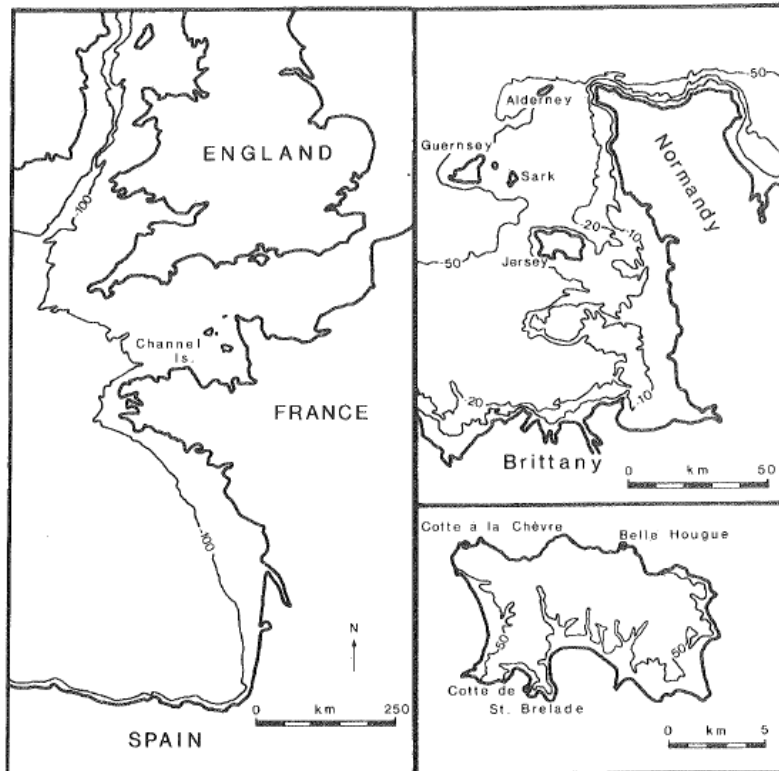 ENGLAND
-100
Channel
Is.
FRANCE
-100
N
0 km 250
SPAIN
-50
Alderney
Guernsey
Sark
Normandy
-20
-10
Jersey
-50
-20
-10
Brittany
0 km 50
Cotte a la Chèvre
Belle Hougue
50
50
Cotte de
St. Brelade
0 km 5